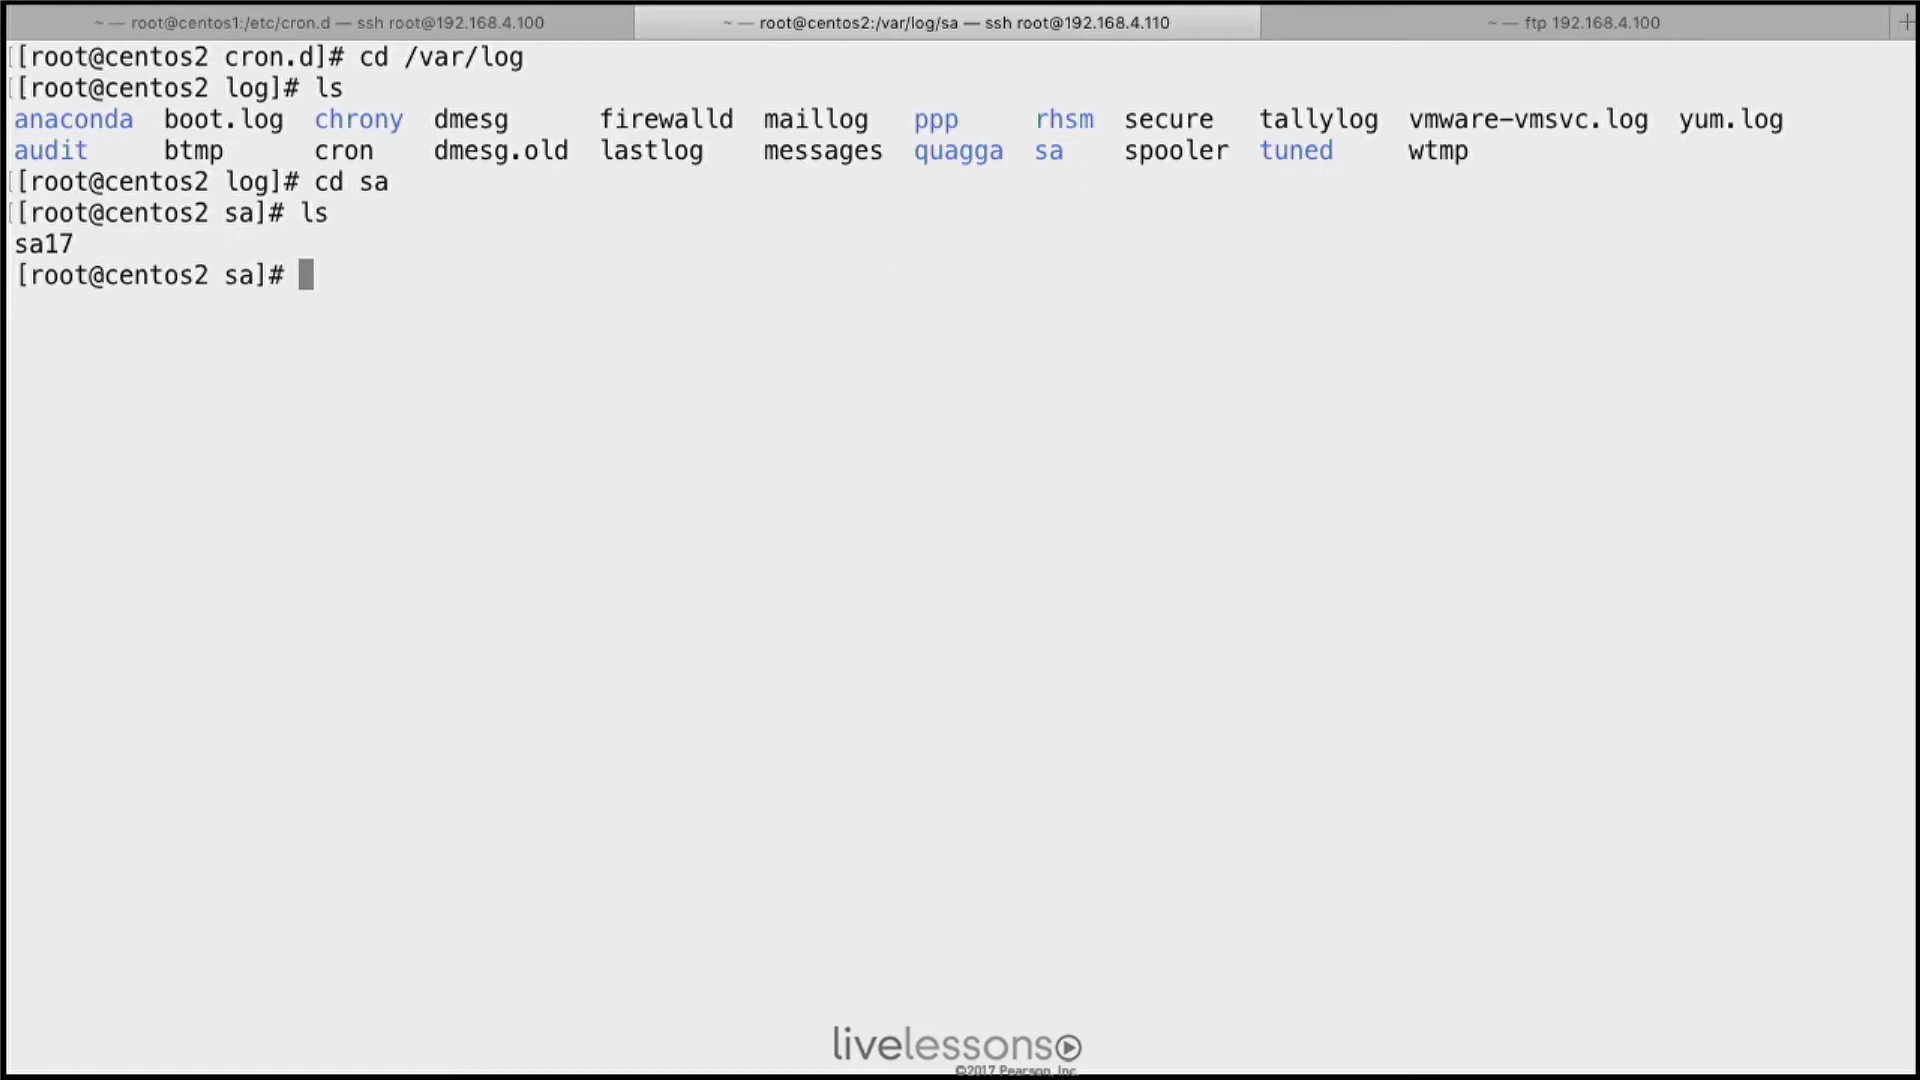 ~ — root@centos1:/etc/cron.d — ssh root@192.168.4.100 ~ — root@centos2:/var/log/sa — ssh root@192.168.4.110 ~ — ftp 192.168.4.100 +
[[root@centos2 cron.d]# cd /var/log
[[root@centos2 log]# ls
anaconda boot.log chrony dmesg firewalld maillog ppp rhsm secure tallylog vmware-vmsvc.log yum.log
audit btmp cron dmesg.old lastlog messages quagga sa spooler tuned wtmp
[[root@centos2 log]# cd sa
[[root@centos2 sa]# ls
sa17
[root@centos2 sa]#
livelessons
©2017 Pearson, Inc.